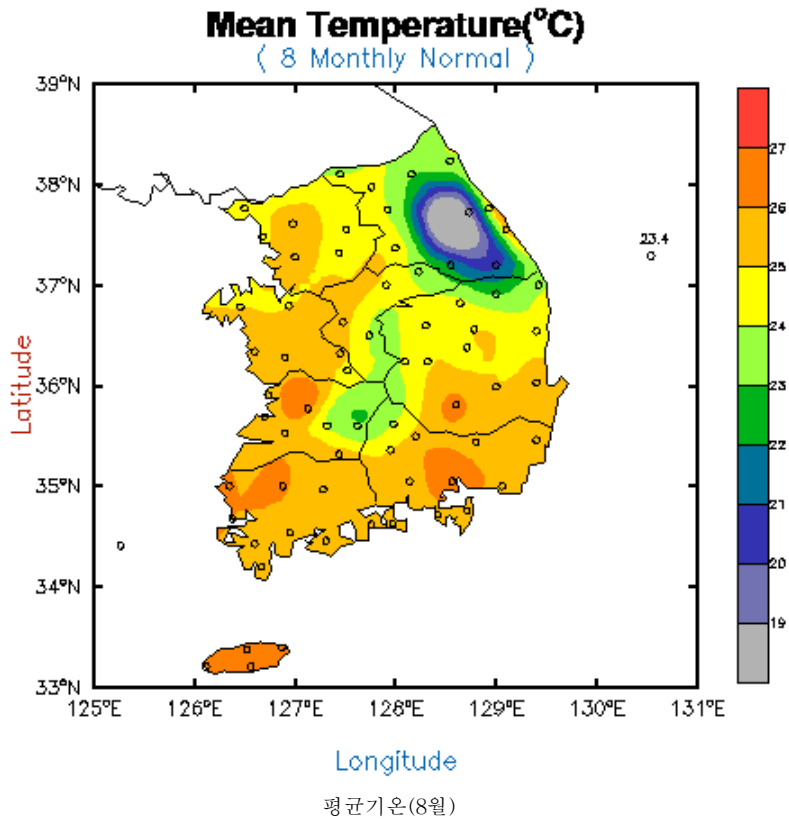 Mean Temperature(°C)
( 8 Monthly Normal )
39°N
38°N
37°N
36°N
35°N
34°N
33°N
125°E 126°E 127°E 128°E 129°E 130°E 131°E
Latitude
Longitude
23.4
27
26
25
24
23
22
21
20
19
평균기온(8월)